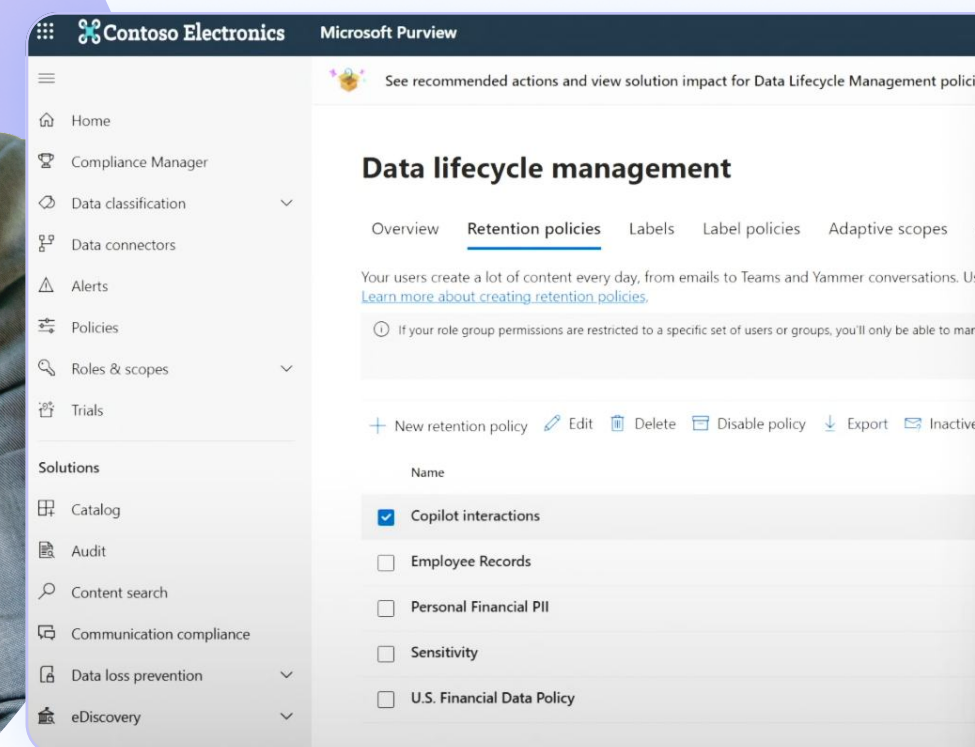 Contoso Electronics Microsoft Purview
See recommended actions and view solution impact for Data Lifecycle Management
Home
Compliance Manager
Data classification
Data connectors
Alerts
Policies
Roles & scopes
Trials
Solutions
Catalog
Audit
Content search
Communication compliance
Data loss prevention
eDiscovery
Data lifecycle management
Overview Retention policies Labels Label policies Adaptive scopes
Your users create a lot of content every day, from emails to Teams and Yammer conversations.
Learn more about creating retention policies.
If your role group permissions are restricted to a specific set of users or groups, you'll only be able to
New retention policy Edit Delete Disable policy Export Inactive
Name
Copilot interactions
Employee Records
Personal Financial PII
Sensitivity
U.S. Financial Data Policy